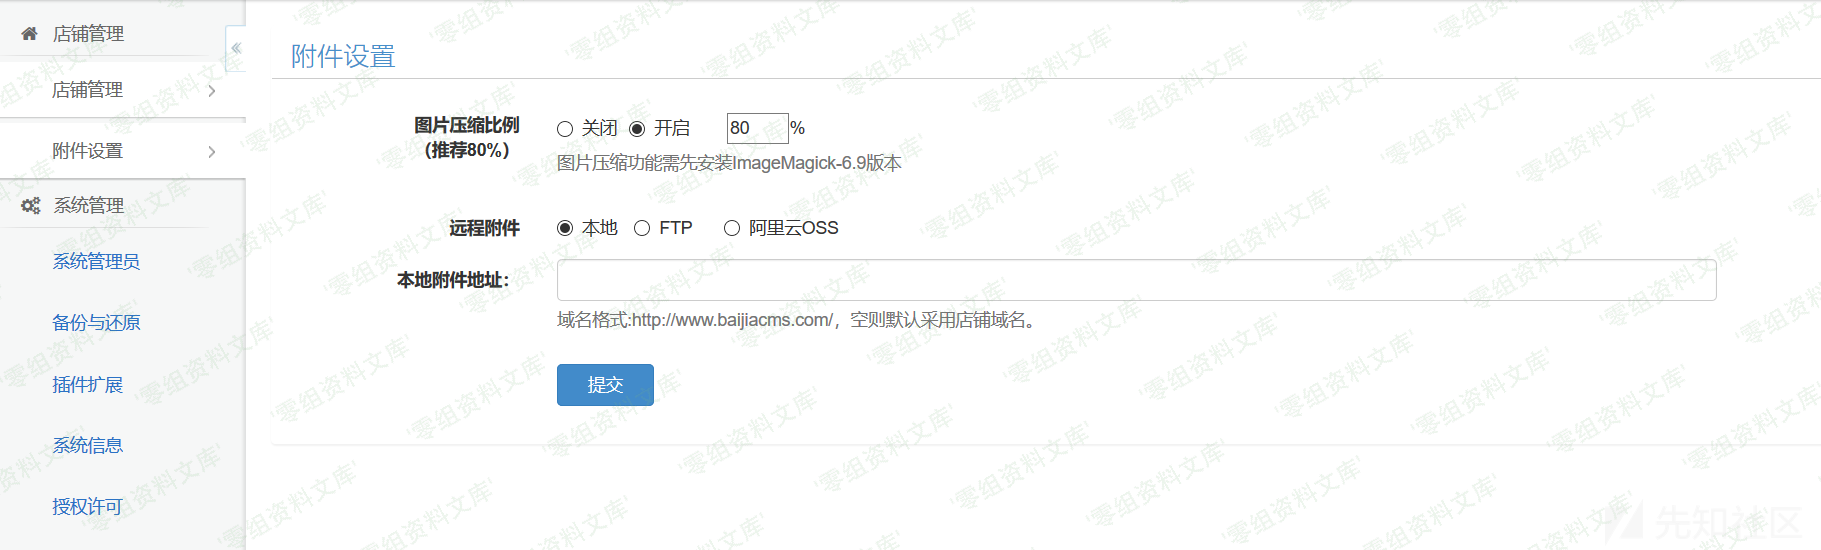 店铺管理
«
店铺管理
附件设置
系统管理
系统管理员
备份与还原
插件扩展
系统信息
授权许可
附件设置
图片压缩比例
(推荐80%)
关闭 开启 80 %
图片压缩功能需先安装ImageMagick-6.9版本
远程附件 本地 FTP 阿里云OSS
本地附件地址：
域名格式:http://www.baijiacms.com/，空则默认采用店铺域名。
提交
'零组资料文库'
先知社区